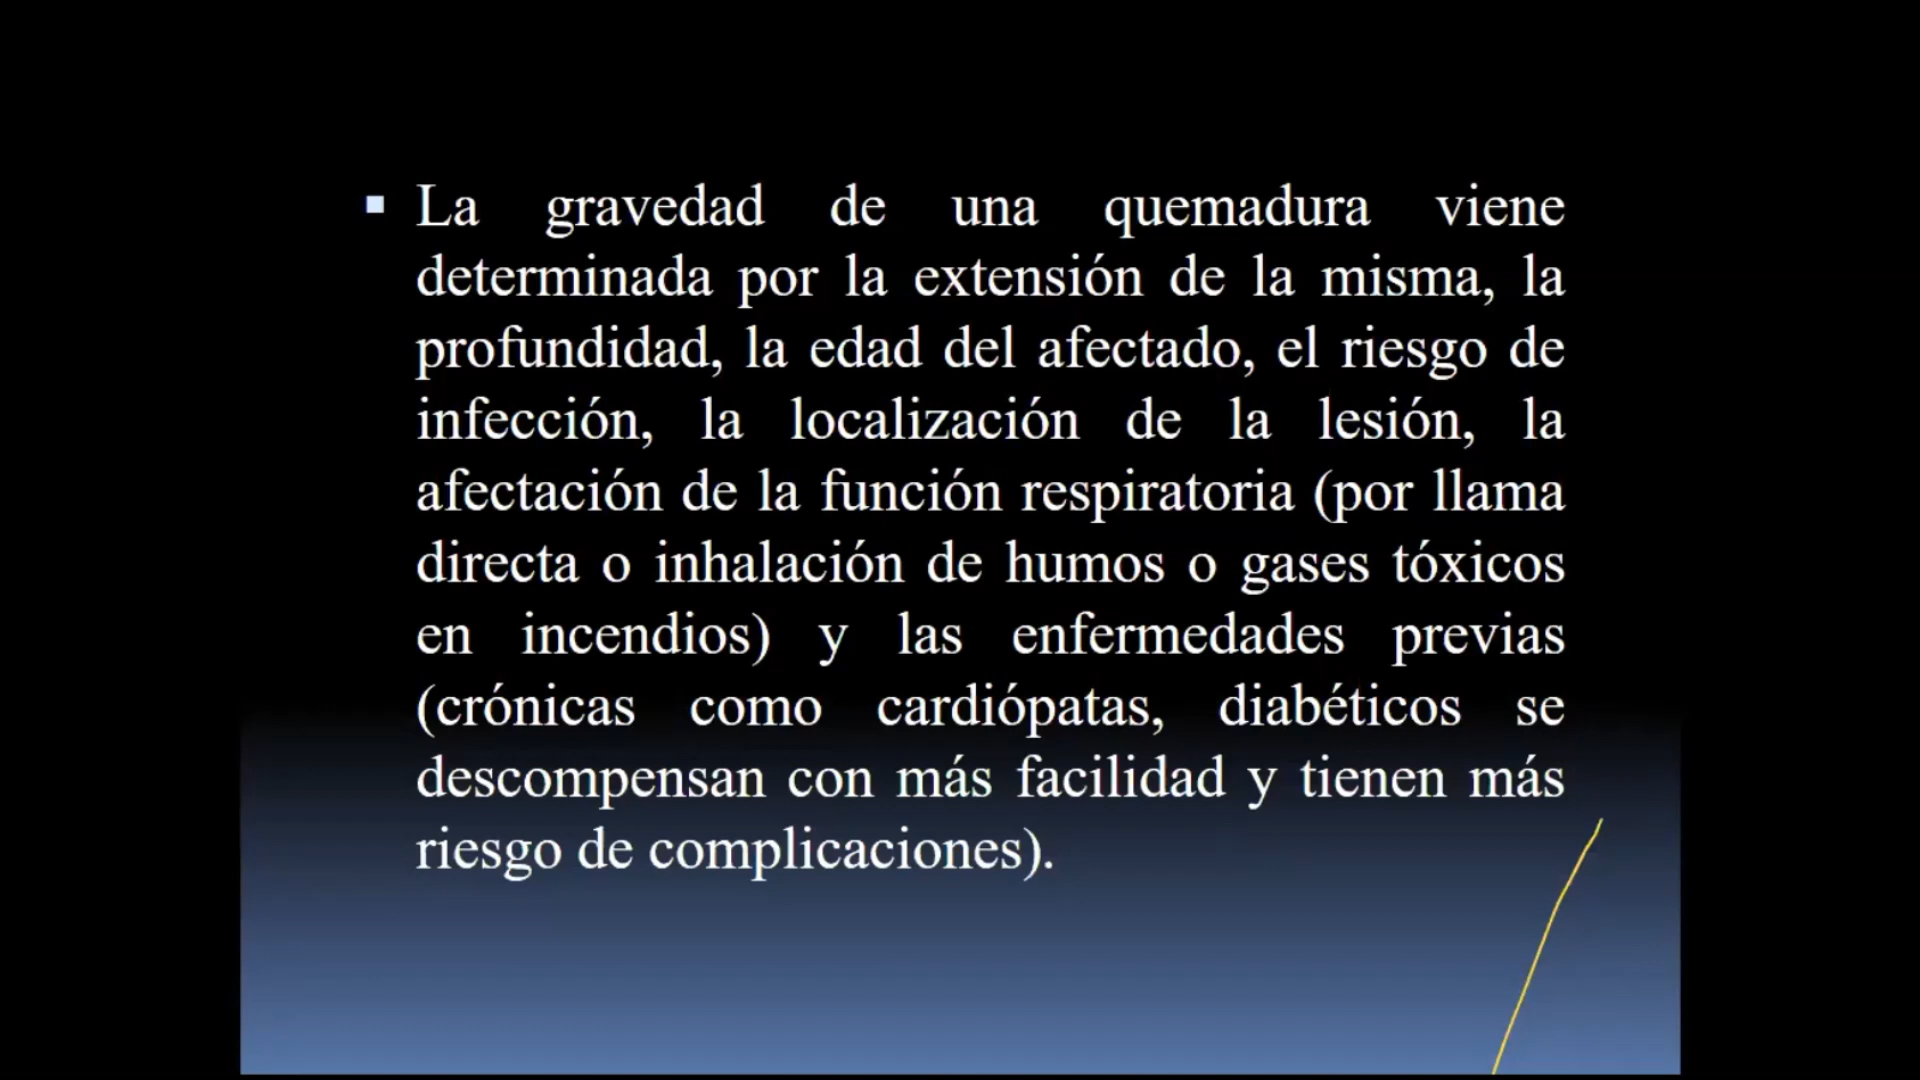 La gravedad de una quemadura viene
determinada por la extensión de la misma, la
profundidad, la edad del afectado, el riesgo de
infección, la localización de la lesión, la
afectación de la función respiratoria (por llama
directa o inhalación de humos o gases tóxicos
en incendios) y las enfermedades previas
(crónicas como cardiópatas, diabéticos se
descompensan con más facilidad y tienen más
riesgo de complicaciones).